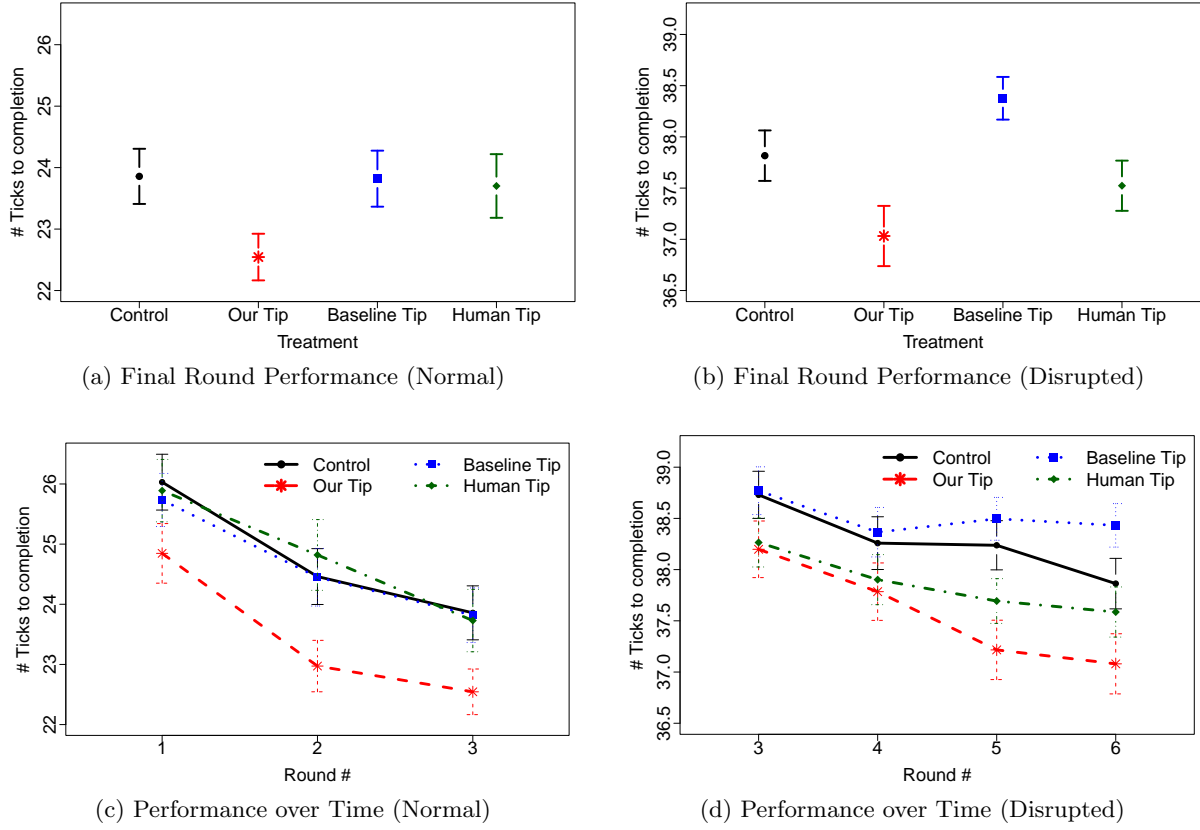 # Ticks to completion
26
25
24
23
22
Control Our Tip Baseline Tip Human Tip
Treatment
(a) Final Round Performance (Normal)
# Ticks to completion
39.0
38.5
38.0
37.5
37.0
36.5
Control Our Tip Baseline Tip Human Tip
Treatment
(b) Final Round Performance (Disrupted)
# Ticks to completion
26
25
24
23
22
Control Baseline Tip
Our Tip Human Tip
1 2 3
Round #
(c) Performance over Time (Normal)
# Ticks to completion
39.0
38.5
38.0
37.5
37.0
36.5
Control Baseline Tip
Our Tip Human Tip
3 4 5 6
Round #
(d) Performance over Time (Disrupted)